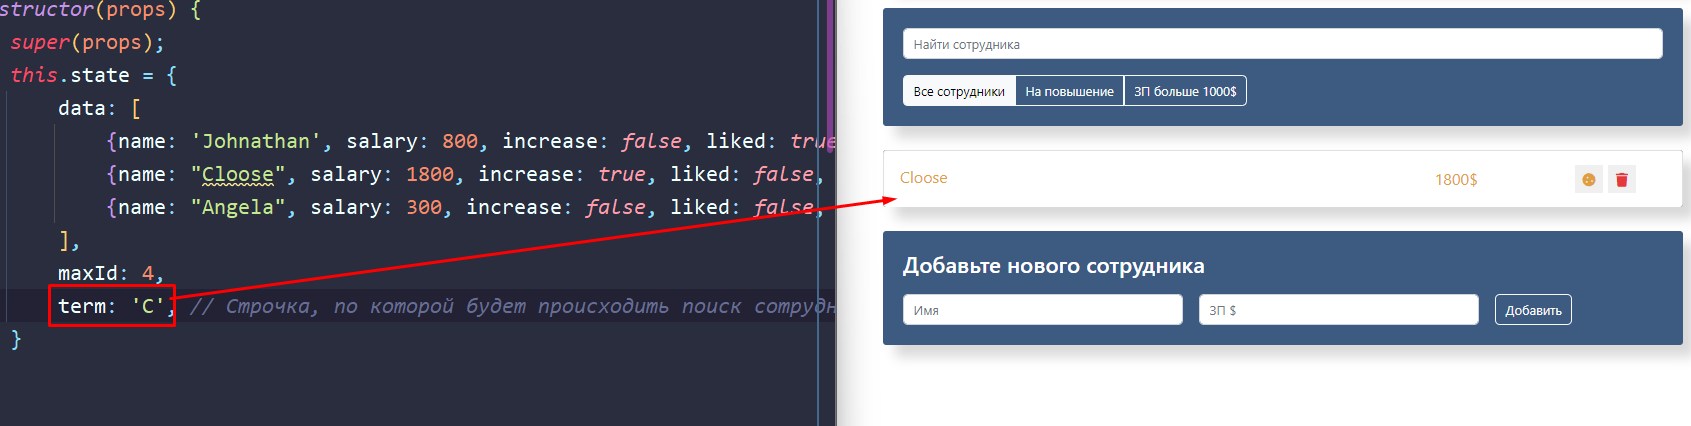 structor(props) {
super(props);
this.state = {
data: [
{name: 'Johnathan', salary: 800, increase: false, liked: true
{name: "Cloose", salary: 1800, increase: true, liked: false,
{name: "Angela", salary: 300, increase: false, liked: false,
],
maxId: 4,
term: 'C', // Строчка, по которой будет происходить поиск сотрудн
}
Найти сотрудника
Все сотрудники На повышение ЗП больше 1000$
Cloose 1800$
Добавьте нового сотрудника
Имя ЗП $ Добавить